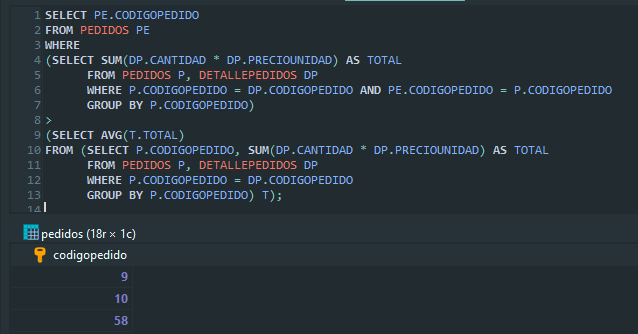 1 SELECT PE.CODIGOPEDIDO
2 FROM PEDIDOS PE
3 WHERE
4 (SELECT SUM(DP.CANTIDAD * DP.PRECIOUNIDAD) AS TOTAL
5 FROM PEDIDOS P, DETALLEPEDIDOS DP
6 WHERE P.CODIGOPEDIDO = DP.CODIGOPEDIDO AND PE.CODIGOPEDIDO = P.CODIGOPEDIDO
7 GROUP BY P.CODIGOPEDIDO)
8 >
9 (SELECT AVG(T.TOTAL)
10 FROM (SELECT P.CODIGOPEDIDO, SUM(DP.CANTIDAD * DP.PRECIOUNIDAD) AS TOTAL
11 FROM PEDIDOS P, DETALLEPEDIDOS DP
12 WHERE P.CODIGOPEDIDO = DP.CODIGOPEDIDO
13 GROUP BY P.CODIGOPEDIDO) T);
14
pedidos (18r × 1c)
codigopedido
9
10
58